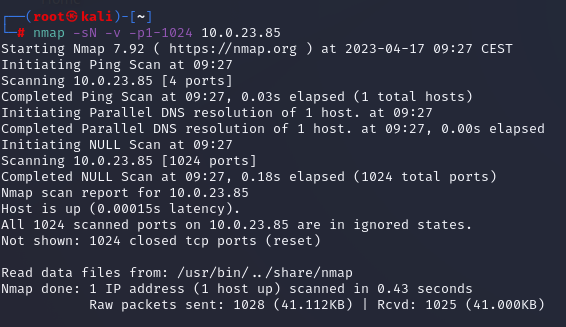 ┌──(root㉿kali)-[~]
└─# nmap -sN -v -p1-1024 10.0.23.85
Starting Nmap 7.92 ( https://nmap.org ) at 2023-04-17 09:27 CEST
Initiating Ping Scan at 09:27
Scanning 10.0.23.85 [4 ports]
Completed Ping Scan at 09:27, 0.03s elapsed (1 total hosts)
Initiating Parallel DNS resolution of 1 host. at 09:27
Completed Parallel DNS resolution of 1 host. at 09:27, 0.00s elapsed
Initiating NULL Scan at 09:27
Scanning 10.0.23.85 [1024 ports]
Completed NULL Scan at 09:27, 0.18s elapsed (1024 total ports)
Nmap scan report for 10.0.23.85
Host is up (0.00015s latency).
All 1024 scanned ports on 10.0.23.85 are in ignored states.
Not shown: 1024 closed tcp ports (reset)
Read data files from: /usr/bin/../share/nmap
Nmap done: 1 IP address (1 host up) scanned in 0.43 seconds
Raw packets sent: 1028 (41.112KB) | Rcvd: 1025 (41.000KB)